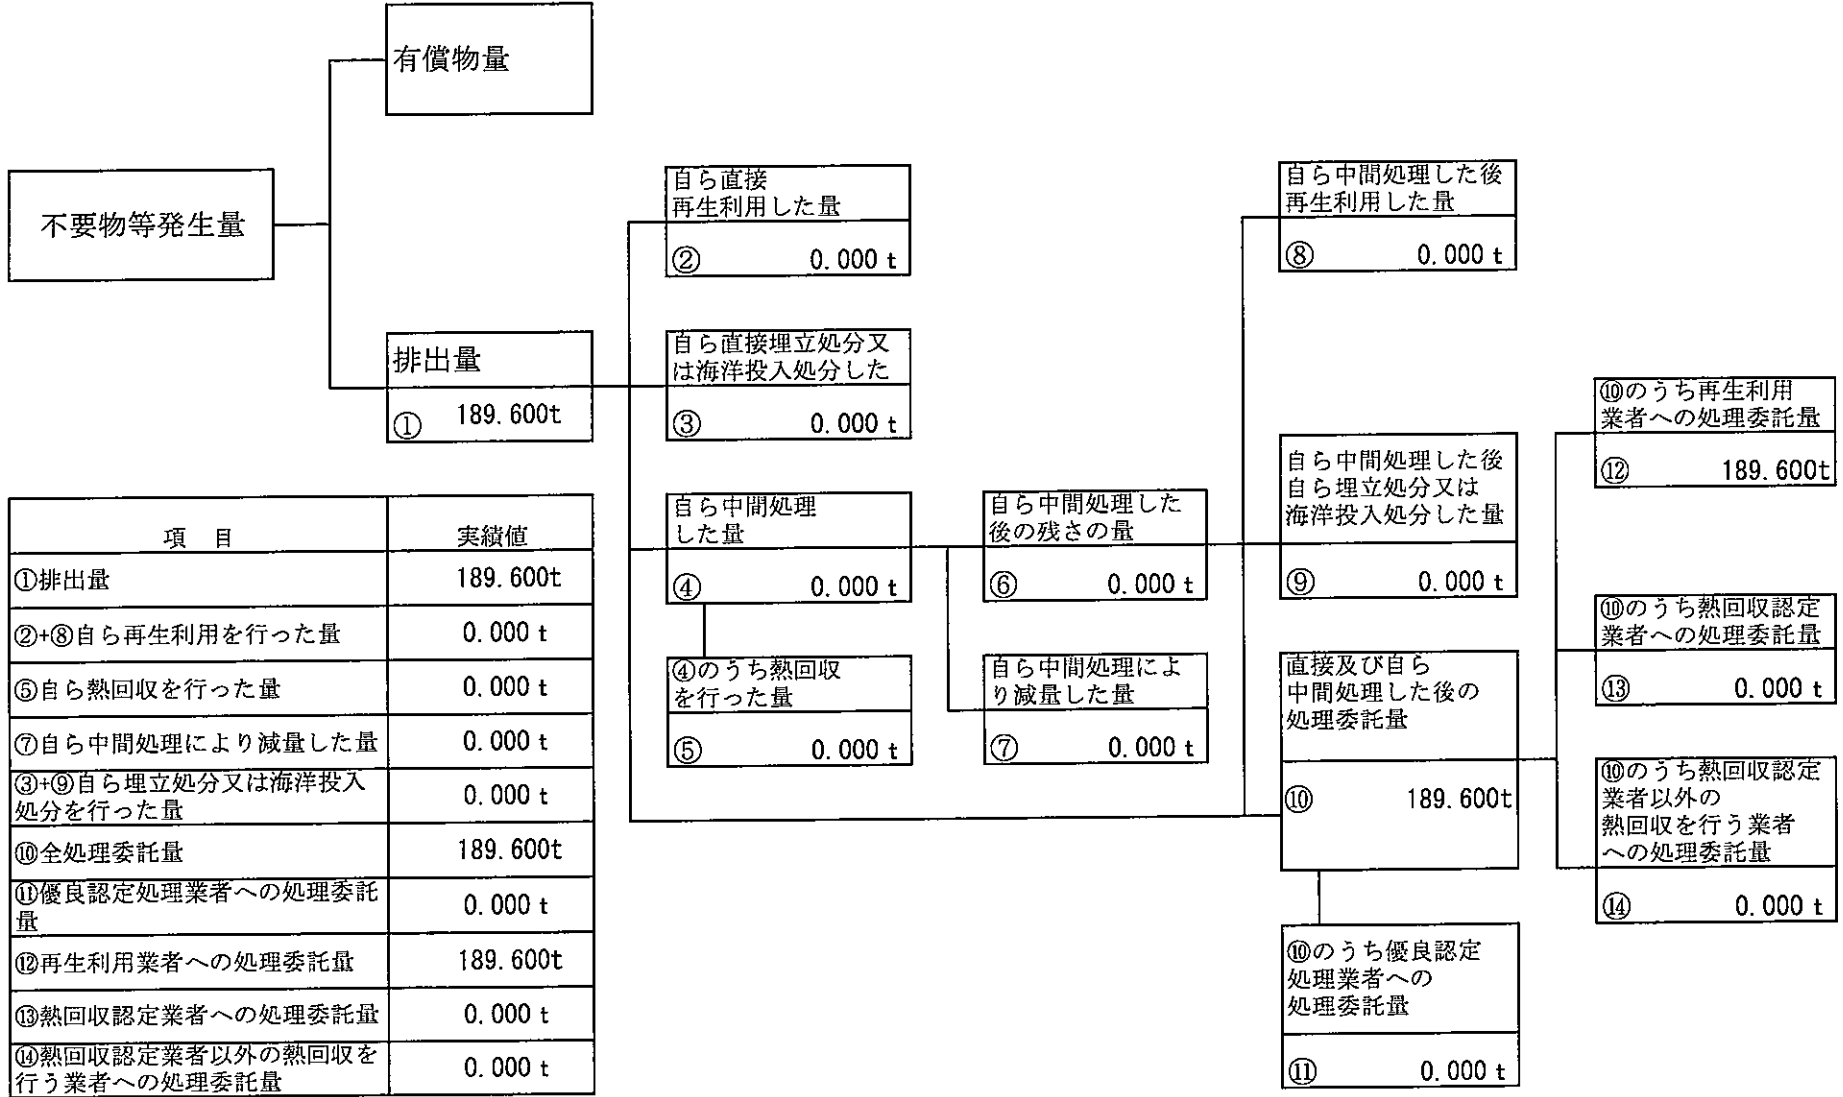 有償物量
不要物等発生量
排出量
① 189.600t
自ら直接
再生利用した量
② 0.000 t
自ら直接埋立処分又
は海洋投入処分した
③ 0.000 t
自ら中間処理
した量
④ 0.000 t
④のうち熱回収
を行った量
⑤ 0.000 t
自ら中間処理した
後の残さの量
⑥ 0.000 t
自ら中間処理によ
り減量した量
⑦ 0.000 t
自ら中間処理した後
再生利用した量
⑧ 0.000 t
自ら中間処理した後
自ら埋立処分又は
海洋投入処分した量
⑨ 0.000 t
直接及び自ら
中間処理した後の
処理委託量
⑩ 189.600t
⑩のうち優良認定
処理業者への
処理委託量
⑪ 0.000 t
⑩のうち再生利用
業者への処理委託量
⑫ 189.600t
⑩のうち熱回収認定
業者への処理委託量
⑬ 0.000 t
⑩のうち熱回収認定
業者以外の
熱回収を行う業者
への処理委託量
⑭ 0.000 t
項 目 実績値
①排出量 189.600t
②+⑧自ら再生利用を行った量 0.000 t
⑤自ら熱回収を行った量 0.000 t
⑦自ら中間処理により減量した量 0.000 t
③+⑨自ら埋立処分又は海洋投入
処分を行った量 0.000 t
⑩全処理委託量 189.600t
⑪優良認定処理業者への処理委託
量 0.000 t
⑫再生利用業者への処理委託量 189.600t
⑬熱回収認定業者への処理委託量 0.000 t
⑭熱回収認定業者以外の熱回収を
行う業者への処理委託量 0.000 t